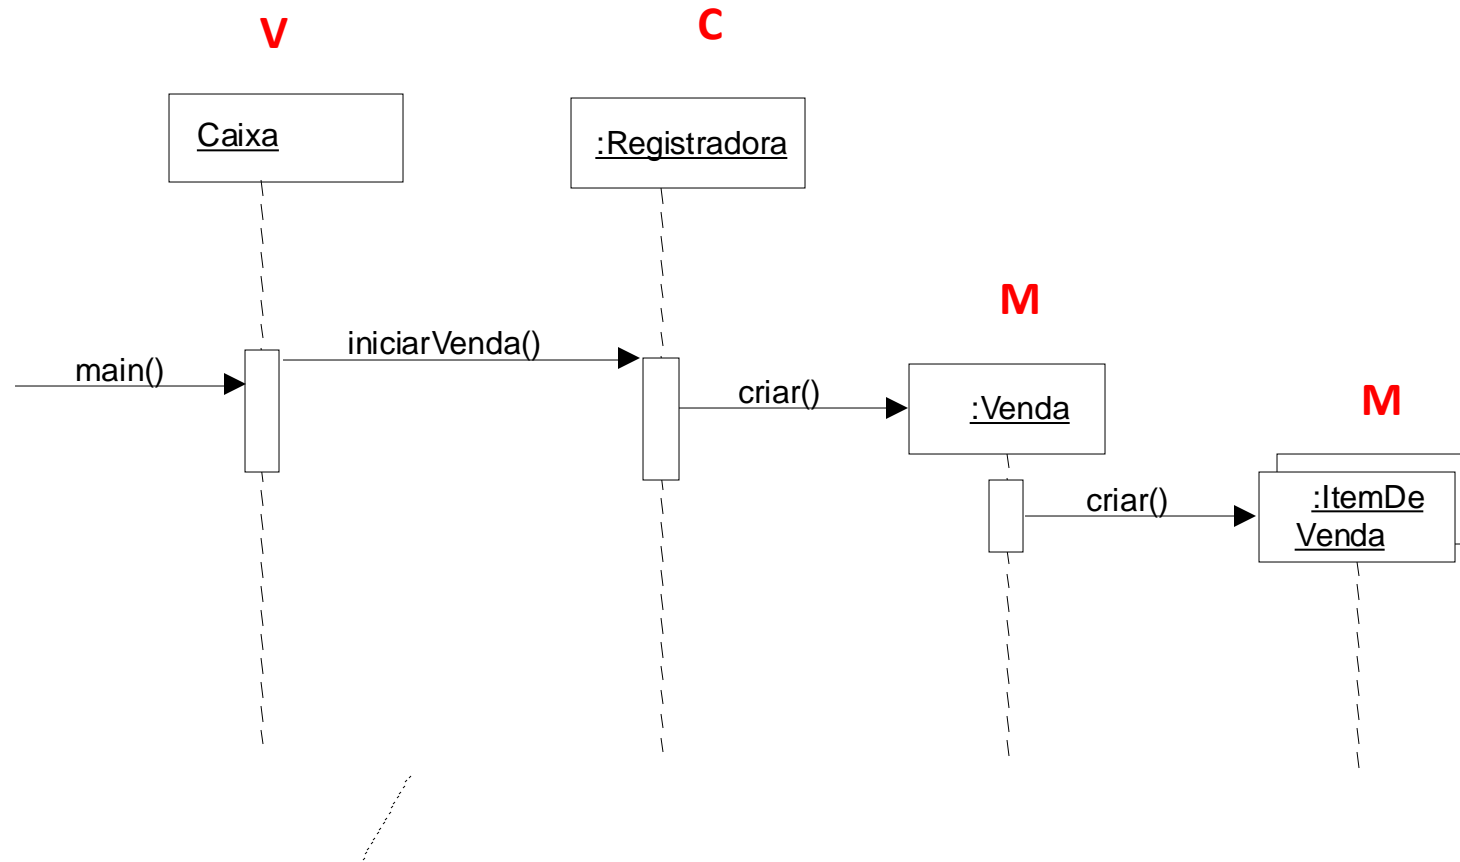 V
C
Caixa
:Registradora
M
iniciarVenda()
main()
criar()
:Venda
M
criar()
:ItemDe
Venda